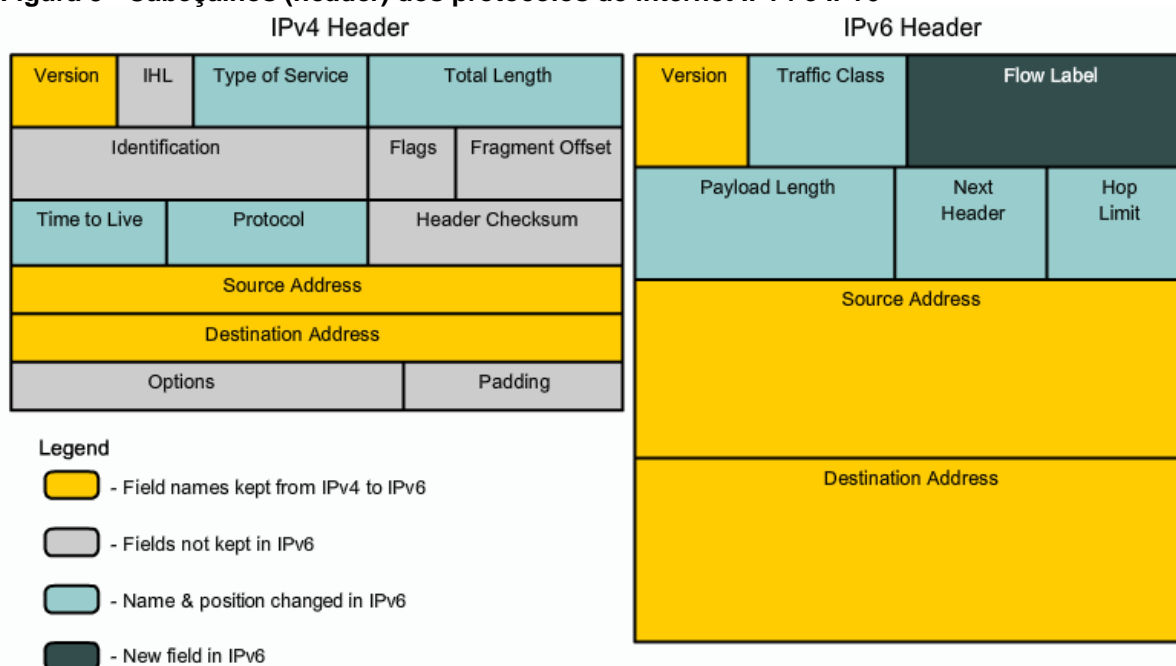 IPv4 Header
IPv6 Header
Version IHL Type of Service Total Length
Identification Flags Fragment Offset
Time to Live Protocol Header Checksum
Source Address
Destination Address
Options Padding
Version Traffic Class Flow Label
Payload Length Next Header Hop Limit
Source Address
Destination Address
Legend
- Field names kept from IPv4 to IPv6
- Fields not kept in IPv6
- Name & position changed in IPv6
- New field in IPv6